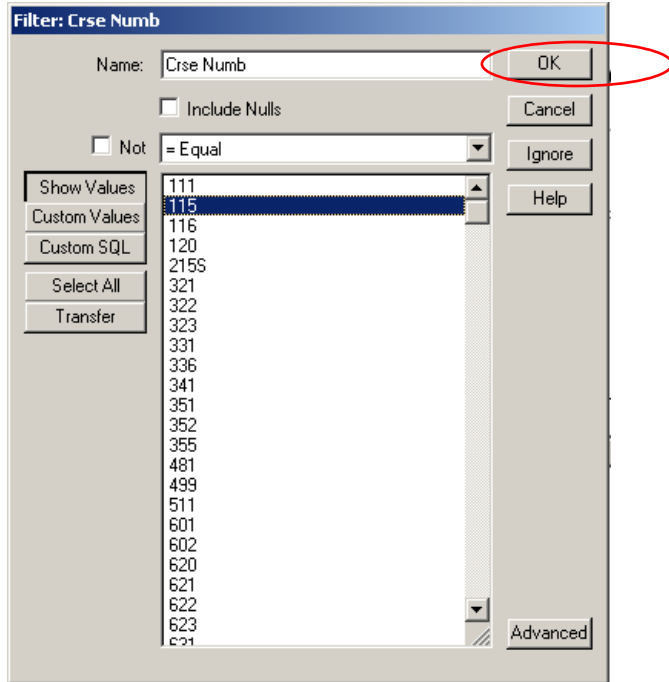 Filter: Crse Numb
Name: Crse Numb OK
Include Nulls Cancel
Not = Equal Ignore
Show Values
Custom Values
Custom SQL
Select All
Transfer
111
115
116
120
215S
321
322
323
331
336
341
351
352
355
481
499
511
601
602
620
621
622
623
631
Help
Advanced